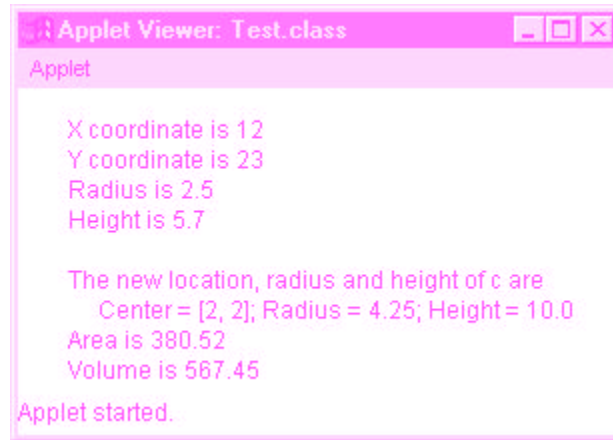 Applet Viewer: Test.class
Applet
X coordinate is 12
Y coordinate is 23
Radius is 2.5
Height is 5.7
The new location, radius and height of c are
Center = [2, 2]; Radius = 4.25; Height = 10.0
Area is 380.52
Volume is 567.45
Applet started.